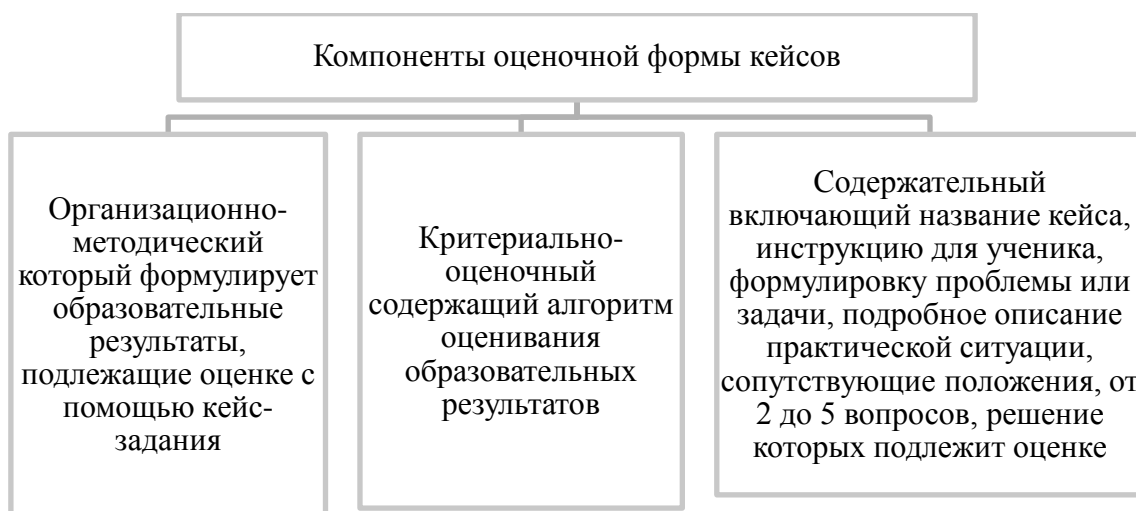 Компоненты оценочной формы кейсов
Организационно-
методический
который формулирует
образовательные
результаты,
подлежащие оценке с
помощью кейс-
задания
Критериально-
оценочный
содержащий алгоритм
оценивания
образовательных
результатов
Содержательный
включающий название кейса,
инструкцию для ученика,
формулировку проблемы или
задачи, подробное описание
практической ситуации,
сопутствующие положения, от
2 до 5 вопросов, решение
которых подлежит оценке